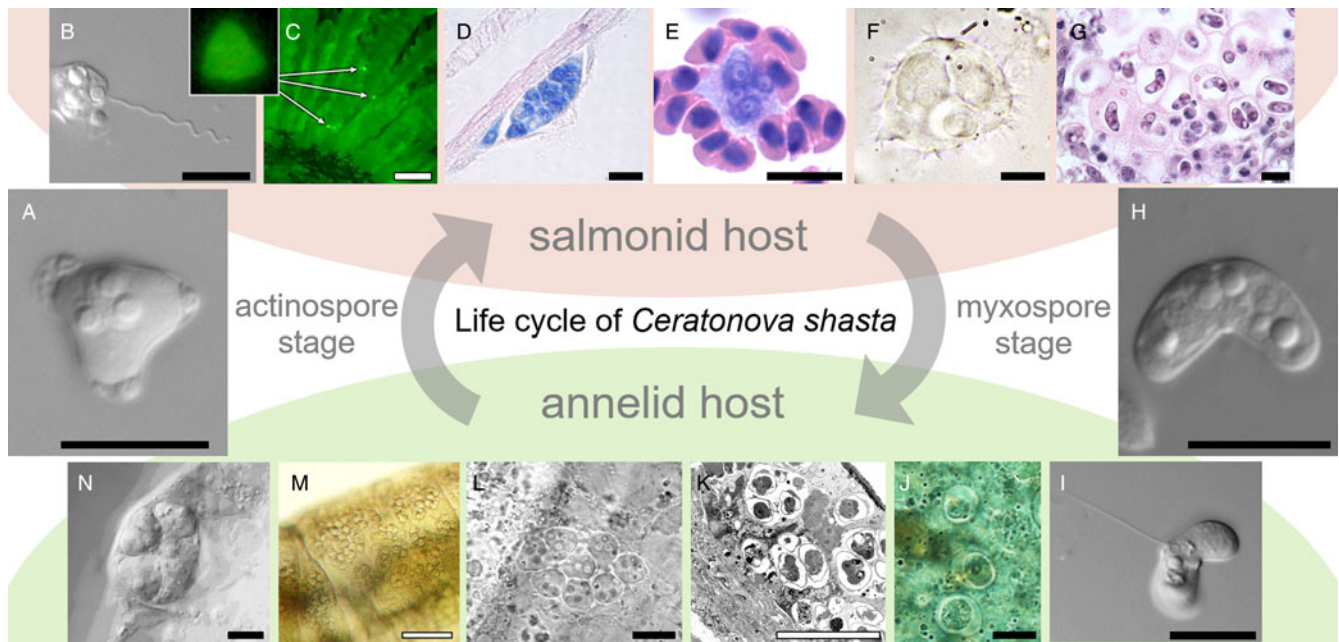 B
C
D
E
F
G
A
H
salmonid host
actinospore
stage
Life cycle of Ceratonova shasta
myxospore
stage
annelid host
N
M
L
K
J
I